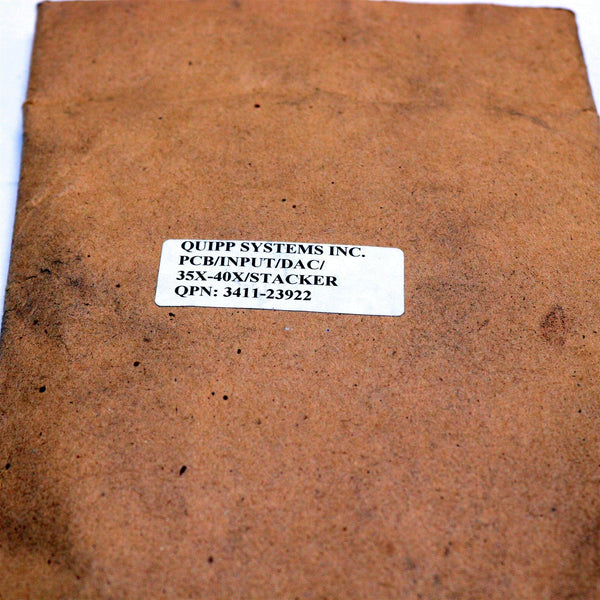 QUIPP SYSTEMS INC.
PCB/INPUT/DAC/
35X-40X/STACKER
QPN: 3411-23922